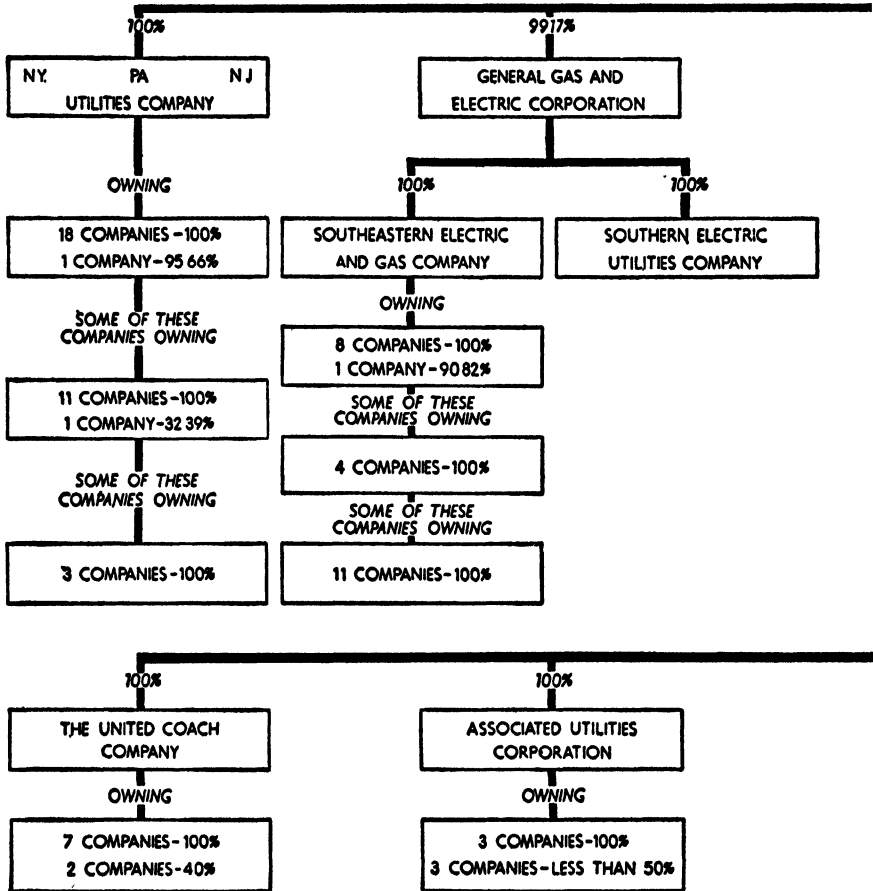 100%
NY. PA NJ
UTILITIES COMPANY
OWNING
18 COMPANIES-100%
1 COMPANY-95 66%
SOME OF THESE
COMPANIES OWNING
11 COMPANIES-100%
1 COMPANY-32 39%
SOME OF THESE
COMPANIES OWNING
3 COMPANIES-100%
9917%
GENERAL GAS AND
ELECTRIC CORPORATION
100%
SOUTHEASTERN ELECTRIC
AND GAS COMPANY
OWNING
8 COMPANIES-100%
1 COMPANY-90 82%
SOME OF THESE
COMPANIES OWNING
4 COMPANIES-100%
SOME OF THESE
COMPANIES OWNING
11 COMPANIES-100%
100%
SOUTHERN ELECTRIC
UTILITIES COMPANY
100%
THE UNITED COACH
COMPANY
OWNING
7 COMPANIES-100%
2 COMPANIES-40%
100%
ASSOCIATED UTILITIES
CORPORATION
OWNING
3 COMPANIES-100%
3 COMPANIES-LESS THAN 50%